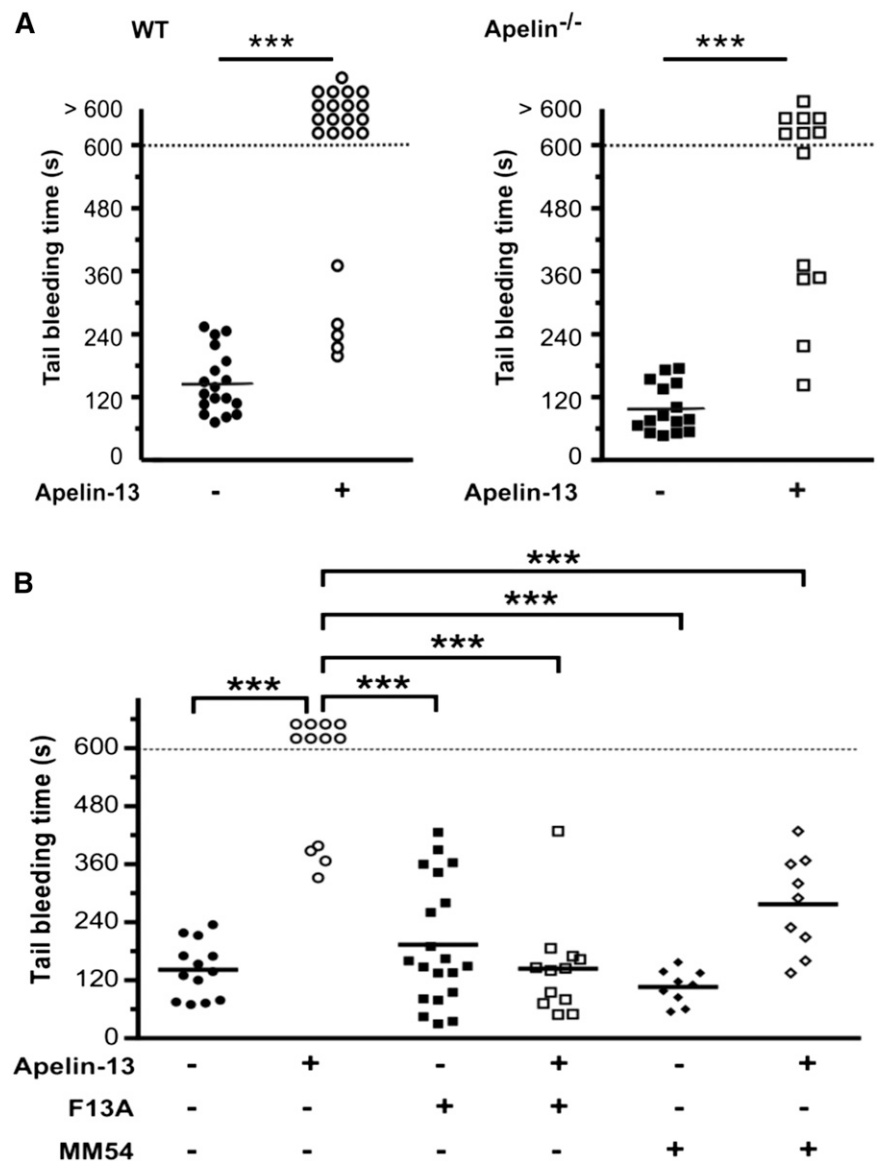 A
WT
Apelin-/-
***
***
Tail bleeding time (s)
> 600
600
480
360
240
120
0
Apelin-13 - +
Tail bleeding time (s)
> 600
600
480
360
240
120
0
Apelin-13 - +
B
***
***
***
***
***
Tail bleeding time (s)
600
480
360
240
120
0
Apelin-13 - + - + - +
F13A - - + + - -
MM54 - - - - + +